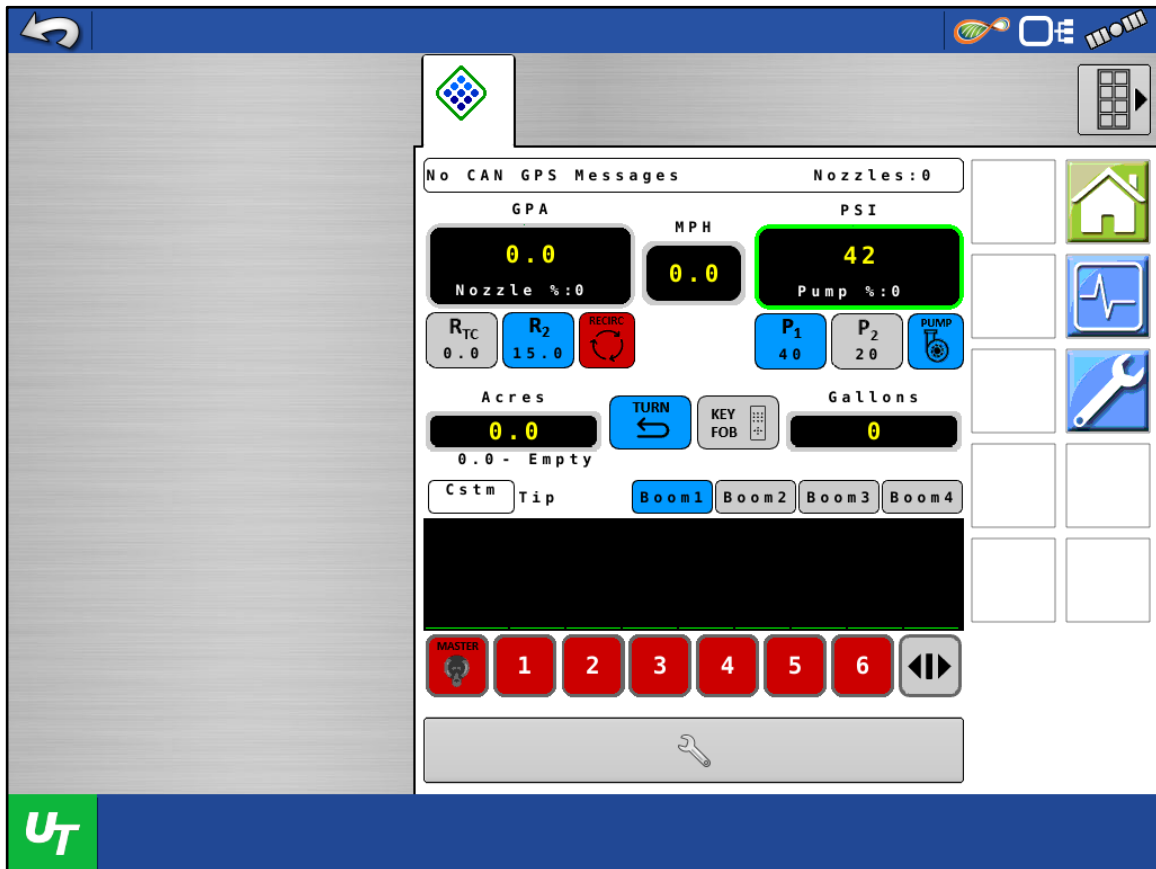 No CAN GPS Messages Nozzles:0
GPA MPH PSI
0.0 0.0 42
Nozzle %:0 Pump %:0
RTC R2 RECIRC P1 P2 PUMP
0.0 15.0 40 20
Acres Gallons
TURN KEY FOB
0.0 0
0.0- Empty
Cstm Tip Boom1 Boom2 Boom3 Boom4
MASTER 1 2 3 4 5 6
UT